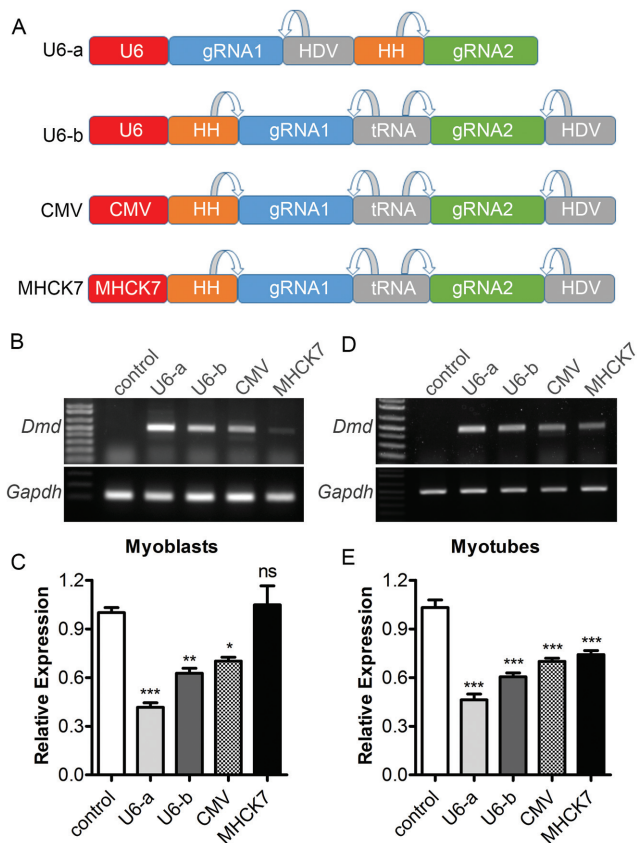 A
U6-a U6 gRNA1 HDV HH gRNA2
U6-b U6 HH gRNA1 tRNA gRNA2 HDV
CMV CMV HH gRNA1 tRNA gRNA2 HDV
MHCK7 MHCK7 HH gRNA1 tRNA gRNA2 HDV
B
control U6-a U6-b CMV MHCK7
Dmd
Gapdh
D
control U6-a U6-b CMV MHCK7
Dmd
Gapdh
Myoblasts
C
Relative Expression
1.2
0.9
0.6
0.3
0.0
*** ** * ns
control U6-a U6-b CMV MHCK7
Myotubes
E
Relative Expression
1.2
0.9
0.6
0.3
0.0
*** *** *** ***
control U6-a U6-b CMV MHCK7